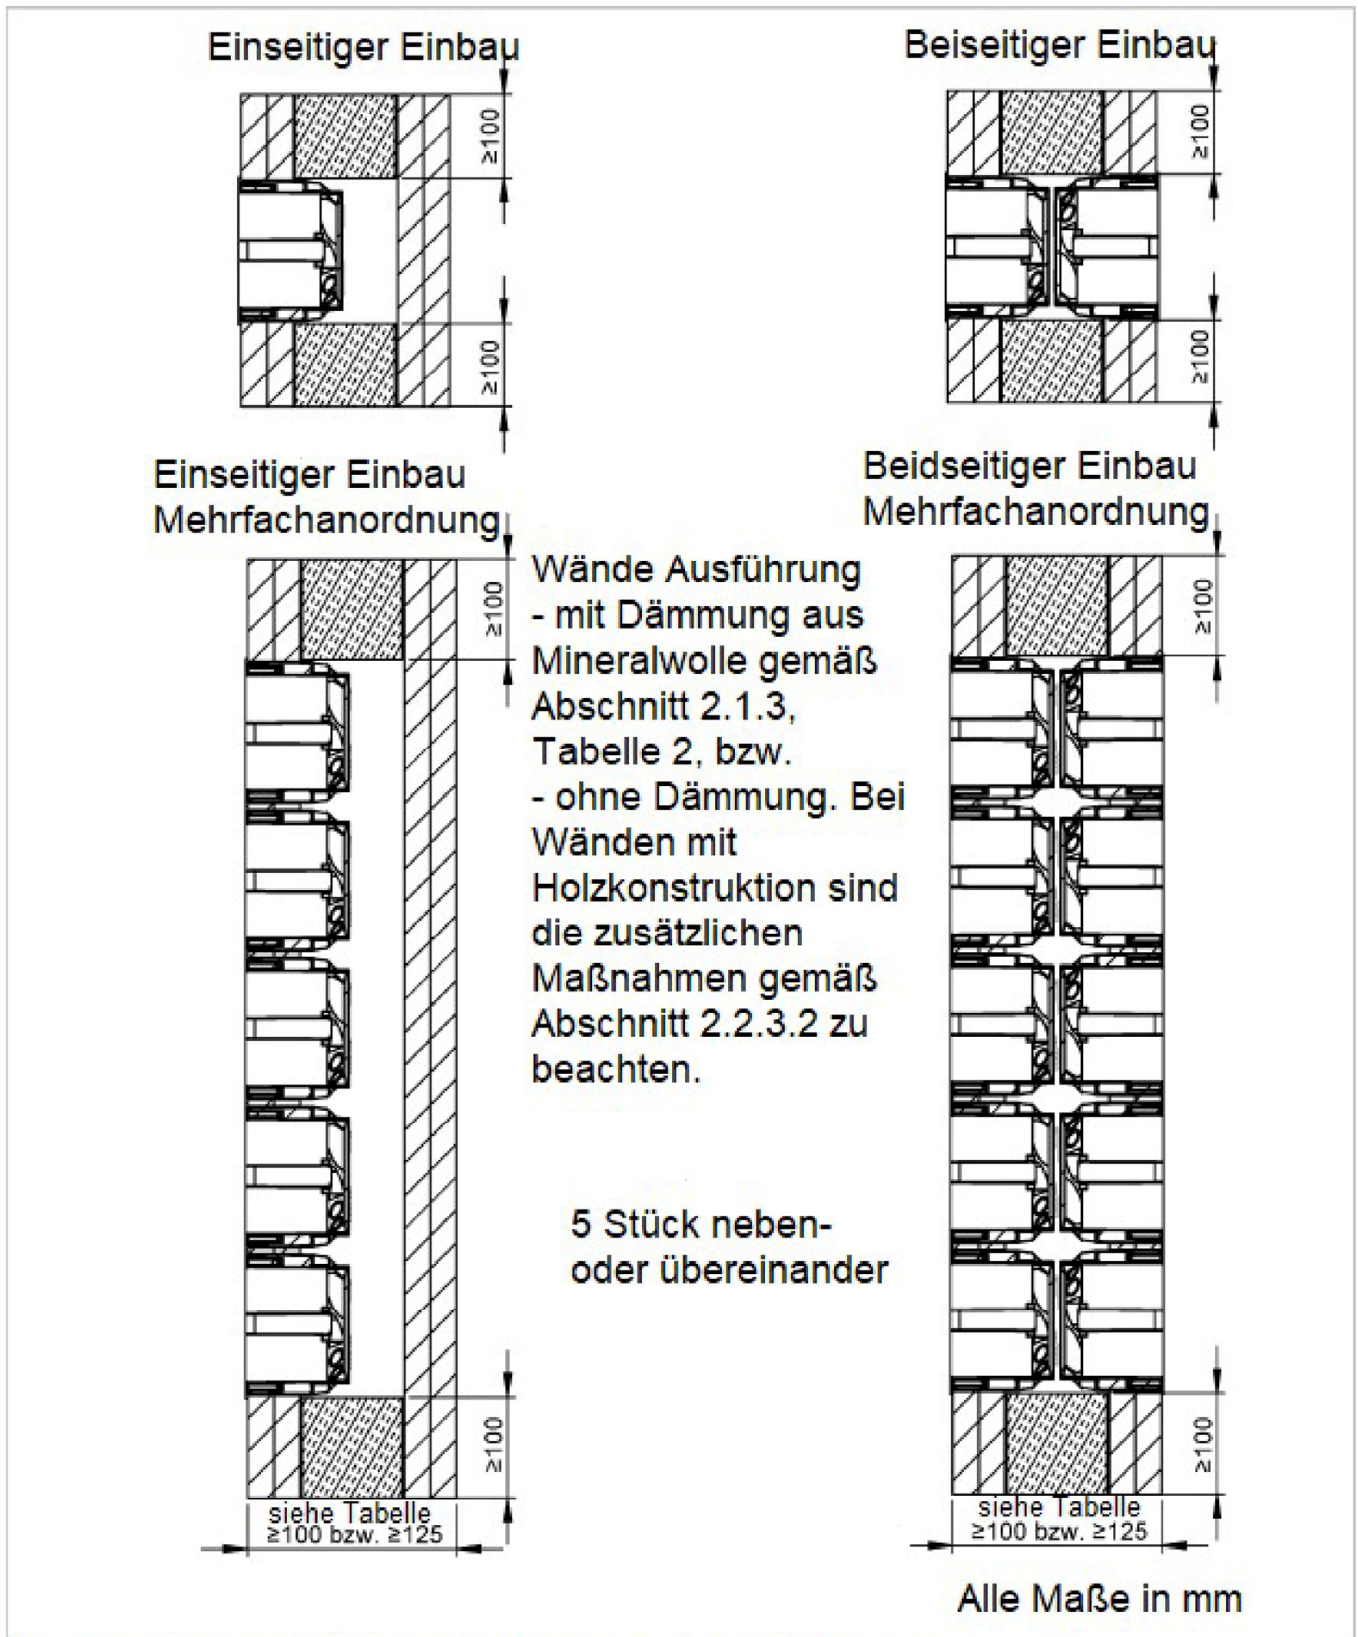 Einseitiger Einbau
≥100
≥100
Beiseitiger Einbau
≥100
≥100
Einseitiger Einbau
Mehrfachanordnung
≥100
≥100
siehe Tabelle
≥100 bzw. ≥125
Wände Ausführung
- mit Dämmung aus
Mineralwolle gemäß
Abschnitt 2.1.3,
Tabelle 2, bzw.
- ohne Dämmung. Bei
Wänden mit
Holzkonstruktion sind
die zusätzlichen
Maßnahmen gemäß
Abschnitt 2.2.3.2 zu
beachten.
5 Stück neben-
oder übereinander
Beidseitiger Einbau
Mehrfachanordnung
≥100
≥100
siehe Tabelle
≥100 bzw. ≥125
Alle Maße in mm